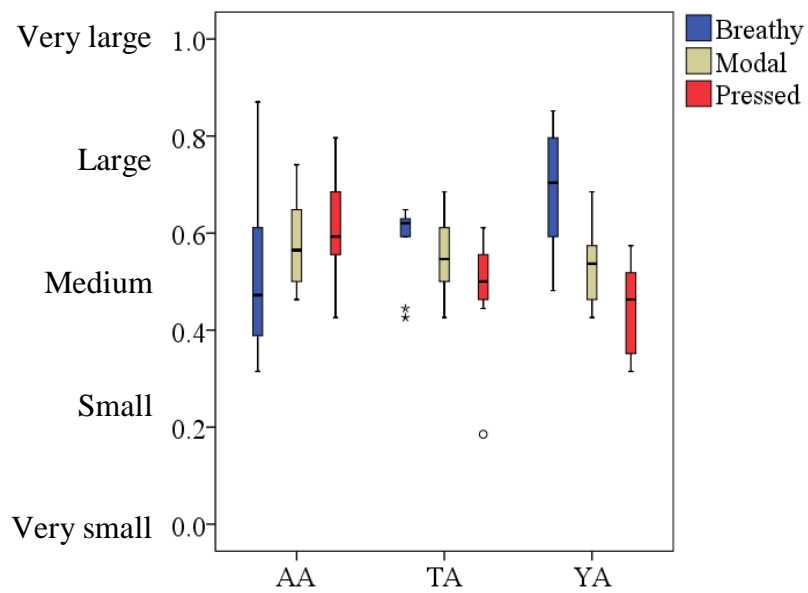 Very large
Large
Medium
Small
Very small
1.0
0.8
0.6
0.4
0.2
0.0
AA
TA
YA
Breathy
Modal
Pressed